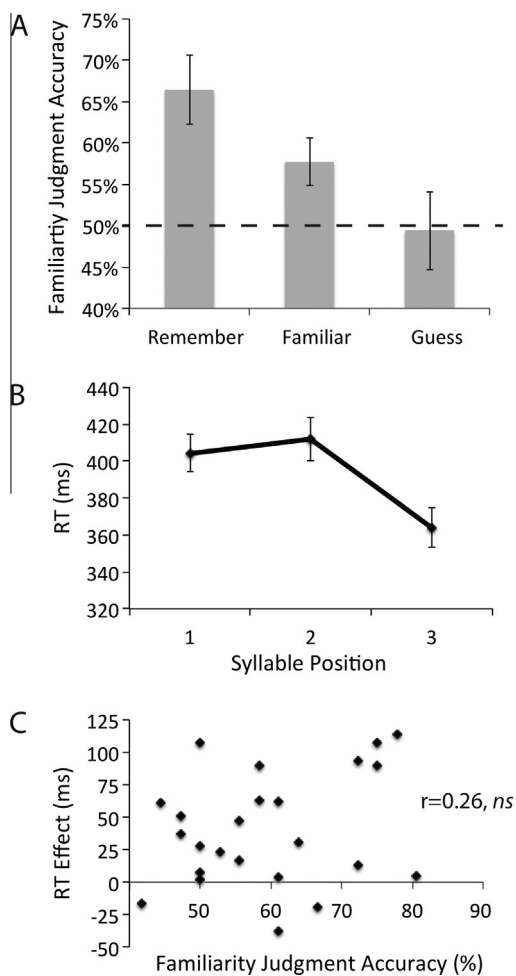 A
Familiartiy Judgment Accuracy
75%
70%
65%
60%
55%
50%
45%
40%
Remember Familiar Guess
B
RT (ms)
440
420
400
380
360
340
320
1 2 3
Syllable Position
C
RT Effect (ms)
125
100
75
50
25
0
-25
-50
r=0.26, ns
50 60 70 80 90
Familiarity Judgment Accuracy (%)